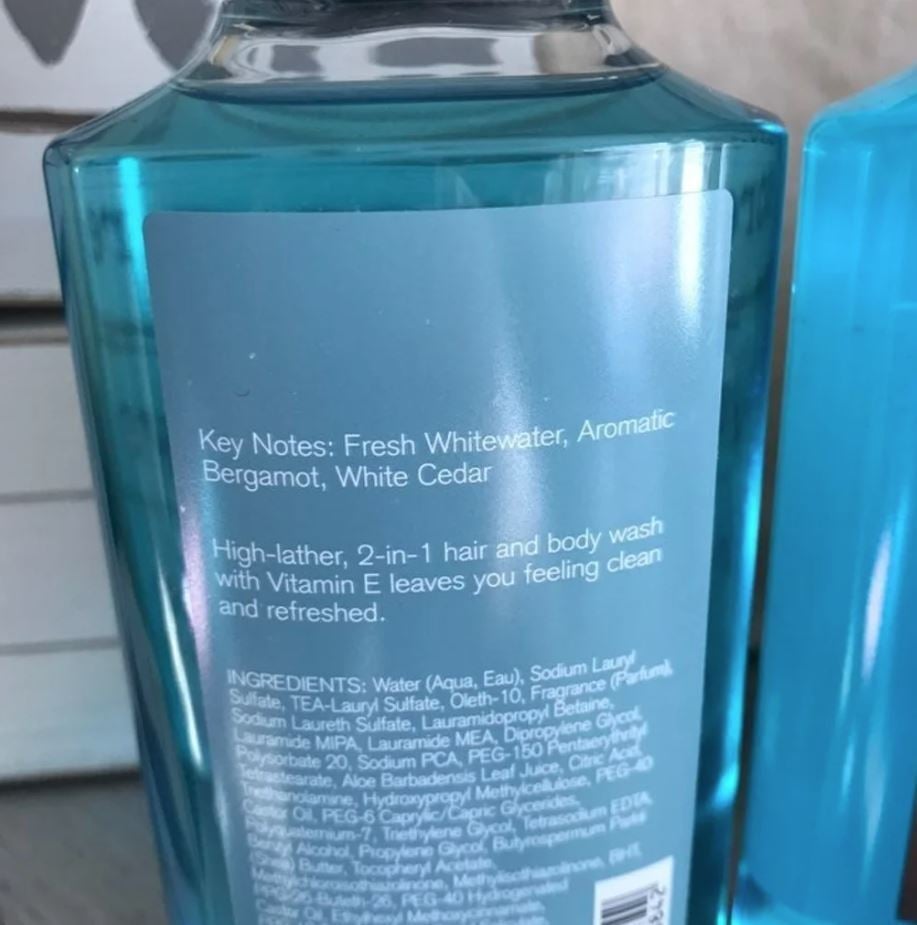 Key Notes: Fresh Whitewater, Aromatic
Bergamot, White Cedar
High-lather, 2-in-1 hair and body wash
with Vitamin E leaves you feeling clean
and refreshed.
INGREDIENTS: Water (Aqua, Eau), Sodium Lauryl
Sulfate, TEA-Lauryl Sulfate, Oleth-10, Fragrance (Parfum),
Sodium Laureth Sulfate, Lauramidopropyl Betaine,
Lauramide MIPA, Lauramide MEA, Dipropylene Glycol,
Polysorbate 20, Sodium PCA, PEG-150 Pentaerythrityl
Tetrastearate, Aloe Barbadensis Leaf Juice, Citric Acid,
Triethanolamine, Hydroxypropyl Methylcellulose, PEG-40
Castor Oil, PEG-6 Caprylic/Capric Glycerides,
Polyquaternium-7, Triethylene Glycol, Tetrasodium EDTA,
Benzyl Alcohol, Propylene Glycol, Butyrospermum Parkii
(Shea) Butter, Tocopheryl Acetate,
Methylchloroisothiazolinone, Methylisothiazolinone, BHT,
PPG-26-Buteth-26, PEG-40 Hydrogenated
Castor Oil, Ethylhexyl Methoxycinnamate,